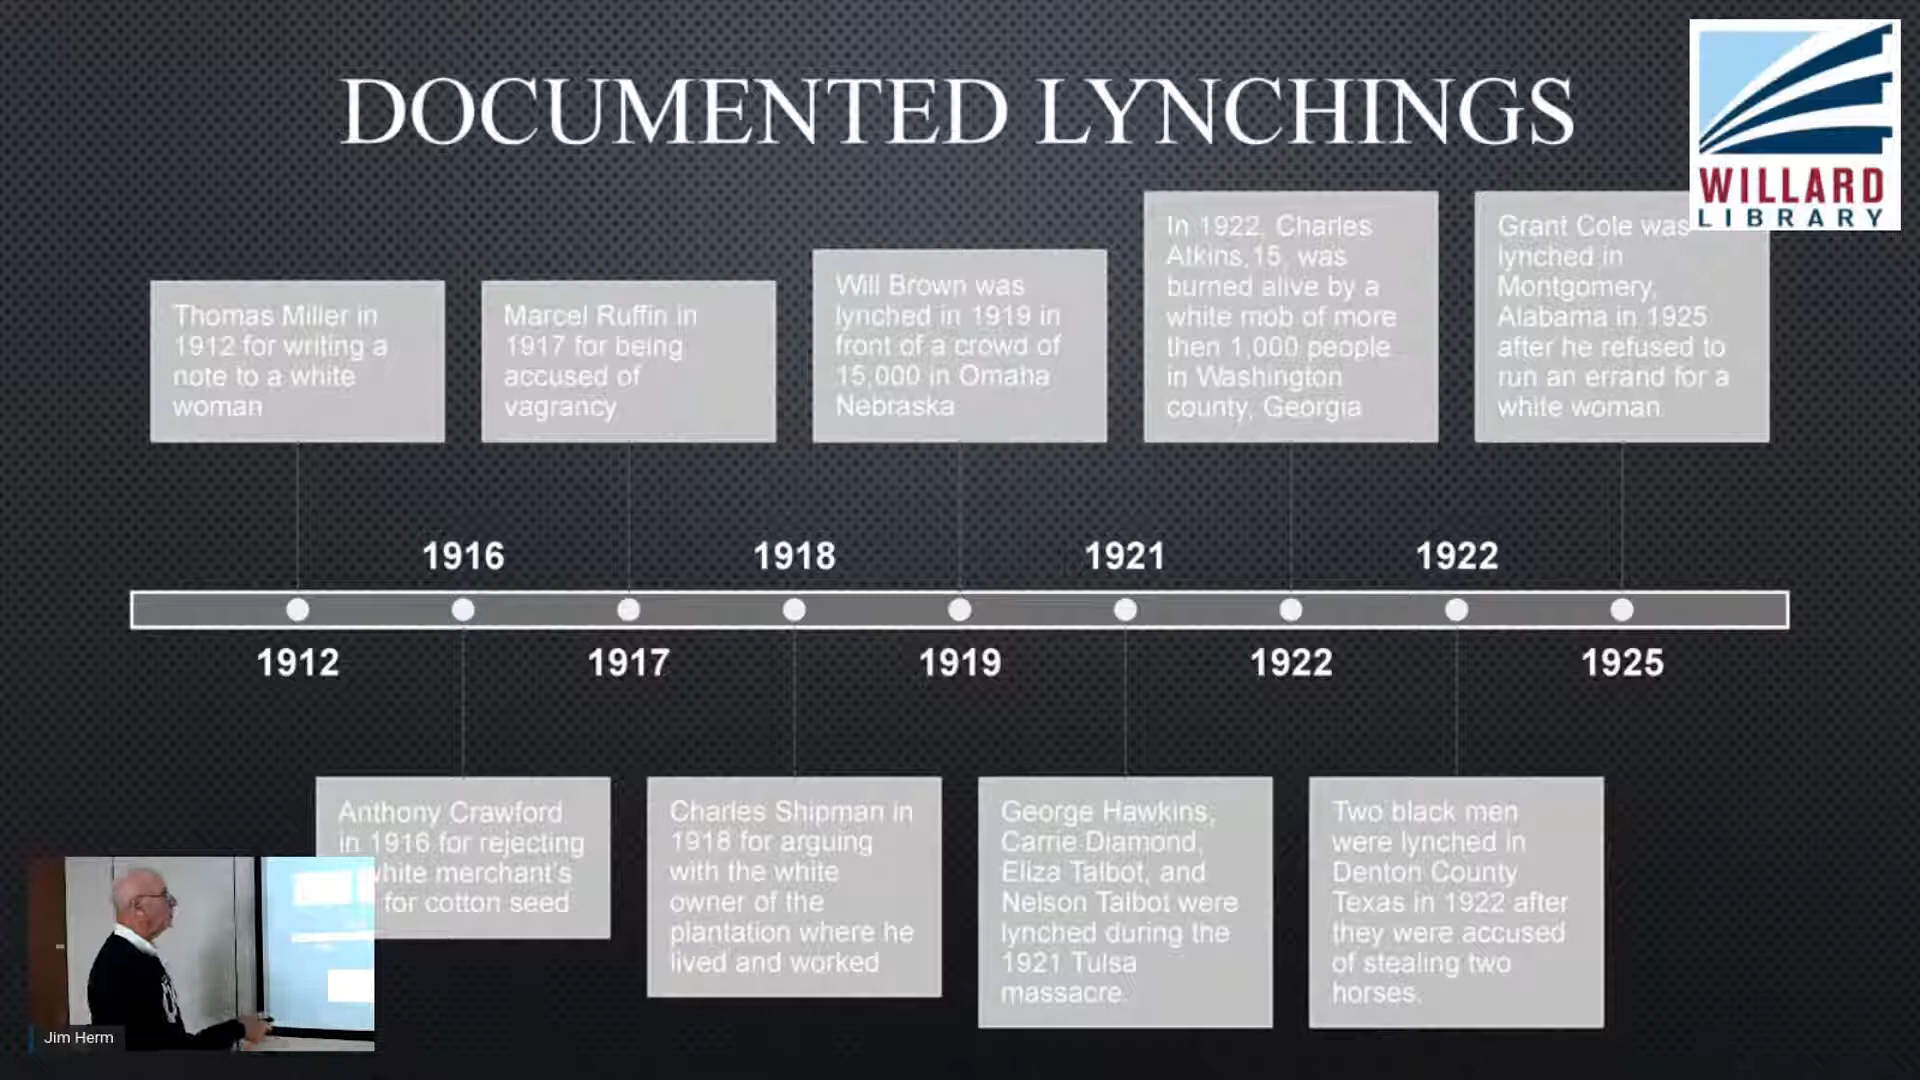 DOCUMENTED LYNCHINGS
WILLARD
LIBRARY
Thomas Miller in
1912 for writing a
note to a white
woman
Marcel Ruffin in
1917 for being
accused of
vagrancy
Will Brown was
lynched in 1919 in
front of a crowd of
15,000 in Omaha
Nebraska
In 1922, Charles
Atkins,15, was
burned alive by a
white mob of more
then 1,000 people
in Washington
county, Georgia
Grant Cole was
lynched in
Montgomery,
Alabama in 1925
after he refused to
run an errand for a
white woman.
1916
1918
1921
1922
1912
1917
1919
1922
1925
Anthony Crawford
in 1916 for rejecting
white merchant's
for cotton seed
Charles Shipman in
1918 for arguing
with the white
owner of the
plantation where he
lived and worked
George Hawkins,
Carrie Diamond,
Eliza Talbot, and
Nelson Talbot were
lynched during the
1921 Tulsa
massacre.
Two black men
were lynched in
Denton County
Texas in 1922 after
they were accused
of stealing two
horses.
Jim Herm